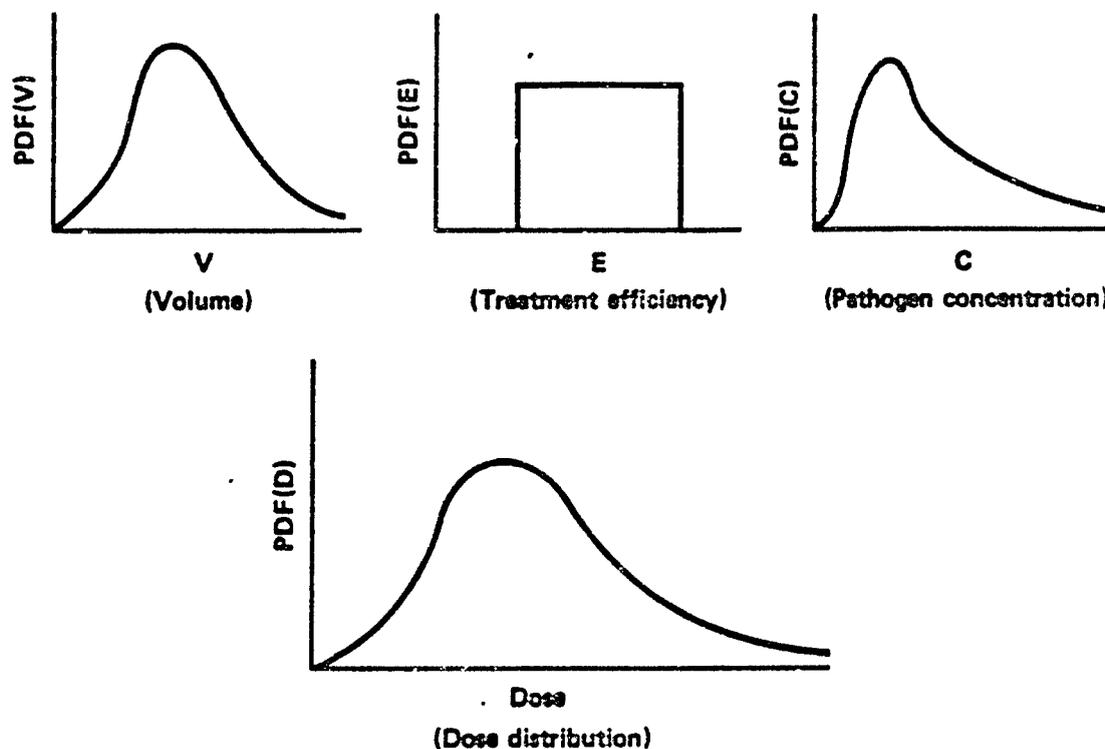 PDF(V)
V
(Volume)
PDF(E)
E
(Treatment efficiency)
PDF(C)
C
(Pathogen concentration)
PDF(D)
Dose
(Dose distribution)